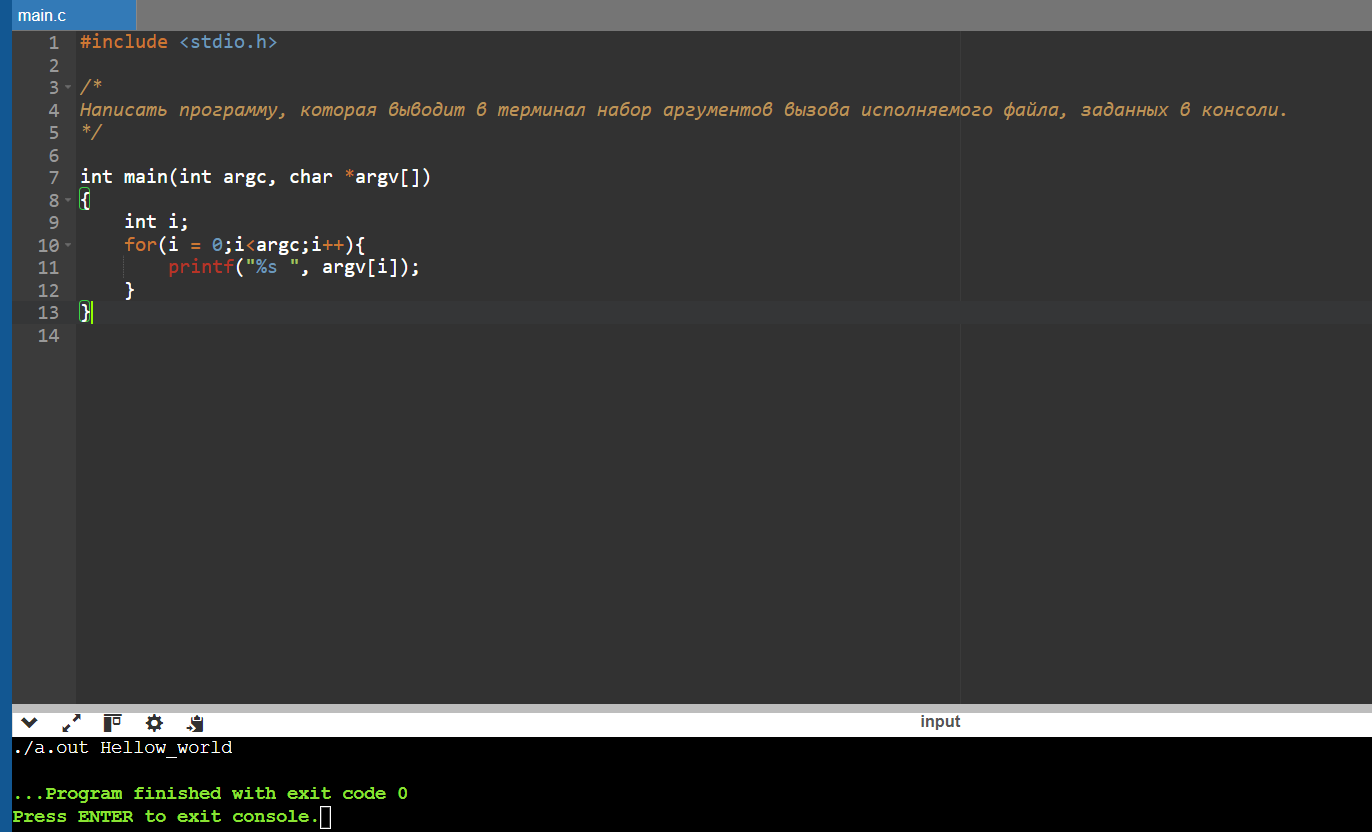 main.c
1 #include <stdio.h>
2
3 /*
4 Написать программу, которая выводит в терминал набор аргументов вызова исполняемого файла, заданных в консоли.
5 */
6
7 int main(int argc, char *argv[])
8 {
9 int i;
10 for(i = 0;i<argc;i++){
11 printf("%s ", argv[i]);
12 }
13 }
14
input
./a.out Hellow_world
...Program finished with exit code 0
Press ENTER to exit console.